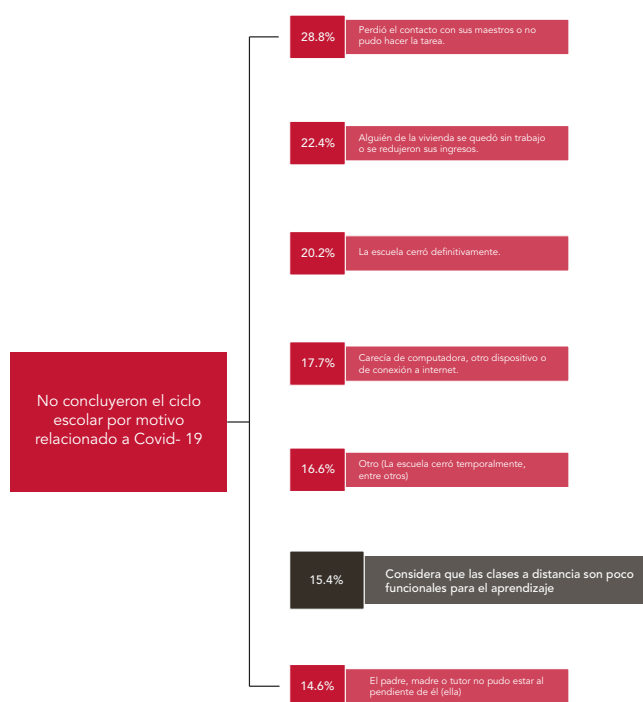 28.8%
Perdió el contacto con sus maestros o no
pudo hacer la tarea.
22.4%
Alguién de la vivienda se quedó sin trabajo
o se redujeron sus ingresos.
20.2%
La escuela cerró definitivamente.
17.7%
Carecía de computadora, otro dispositivo o
de conexión a internet.
No concluyeron el ciclo
escolar por motivo
relacionado a Covid- 19
16.6%
Otro (La escuela cerró temporalmente,
entre otros)
15.4%
Considera que las clases a distancia son poco
funcionales para el aprendizaje
14.6%
El padre, madre o tutor no pudo estar al
pendiente de él (ella)